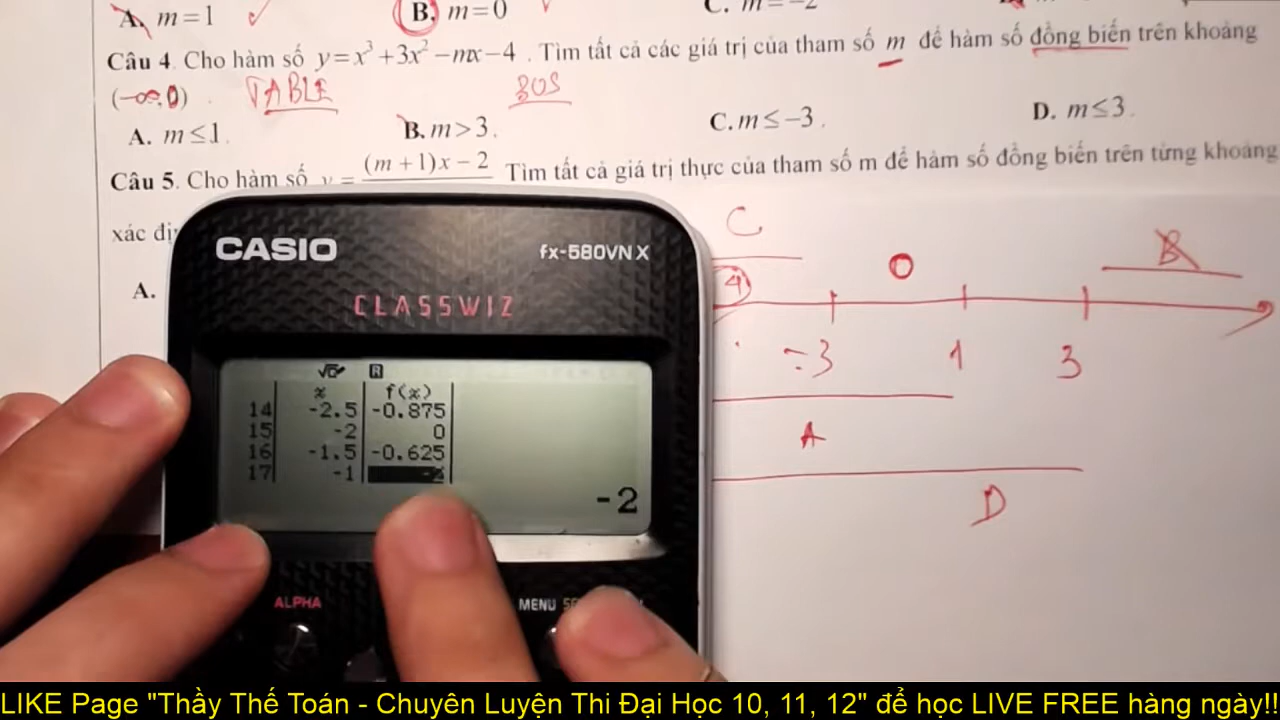 A. m = 1
B. m = 0
C. m = -2
Câu 4. Cho hàm số y = x³ + 3x² − mx − 4 . Tìm tất cả các giá trị của tham số m để hàm số đồng biến trên khoảng
(−∞; 0) . TABLE
A. m ≤ 1 .
B. m > 3 .
C. m ≤ −3 .
D. m ≤ 3 .
Câu 5. Cho hàm số y = (m + 1)x − 2 Tìm tất cả giá trị thực của tham số m để hàm số đồng biến trên từng khoảng
xác đị
A.
CASIO
fx-580VN X
CLASSWIZ
x f(x)
14 -2.5 -0.875
15 -2 0
16 -1.5 -0.625
17 -1 -2
-2
ALPHA
MENU
C
B
0
-3 1 3
A
D
LIKE Page "Thầy Thế Toán - Chuyên Luyện Thi Đại Học 10, 11, 12" để học LIVE FREE hàng ngày!!